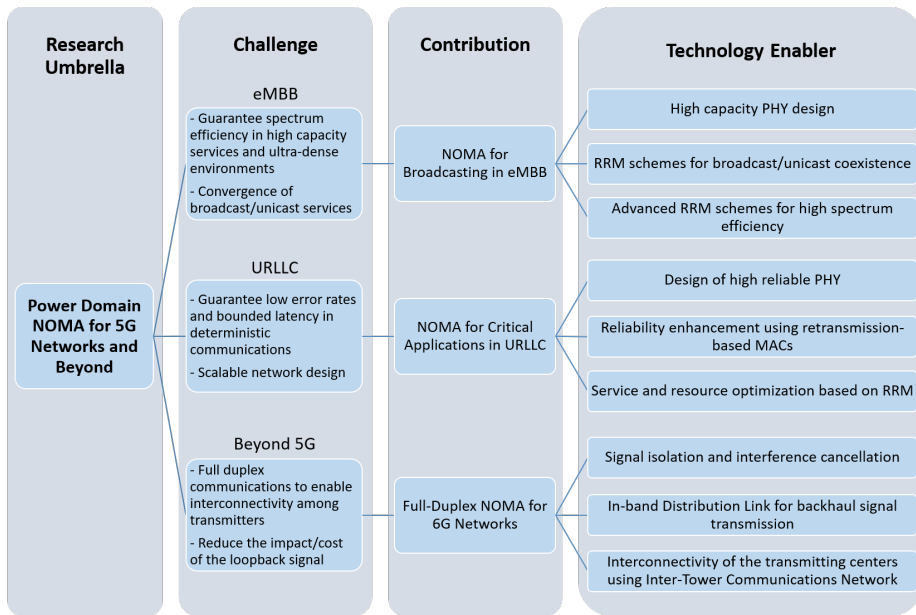 Research
Umbrella
Challenge
Contribution
Technology Enabler
Power Domain
NOMA for 5G
Networks and
Beyond
eMBB
- Guarantee spectrum
efficiency in high capacity
services and ultra-dense
environments
- Convergence of
broadcast/unicast services
NOMA for
Broadcasting in eMBB
High capacity PHY design
RRM schemes for broadcast/unicast coexistence
Advanced RRM schemes for high spectrum
efficiency
URLLC
- Guarantee low error rates
and bounded latency in
deterministic
communications
- Scalable network design
NOMA for Critical
Applications in URLLC
Design of high reliable PHY
Reliability enhancement using retransmission-
based MACs
Service and resource optimization based on RRM
Beyond 5G
- Full duplex
communications to enable
interconnectivity among
transmitters
- Reduce the impact/cost
of the loopback signal
Full-Duplex NOMA for
6G Networks
Signal isolation and interference cancellation
In-band Distribution Link for backhaul signal
transmission
Interconnectivity of the transmitting centers
using Inter-Tower Communications Network